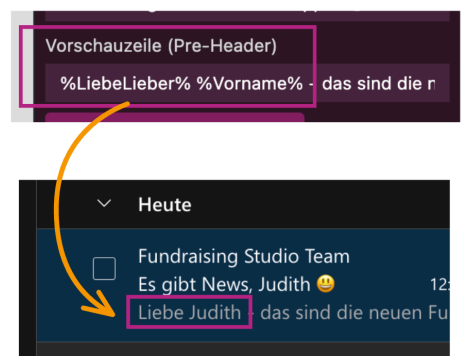 Vorschauzeile (Pre-Header)
%LiebeLieber% %Vorname% - das sind die n
Heute
Fundraising Studio Team
Es gibt News, Judith 😃 12:
Liebe Judith - das sind die neuen Fu